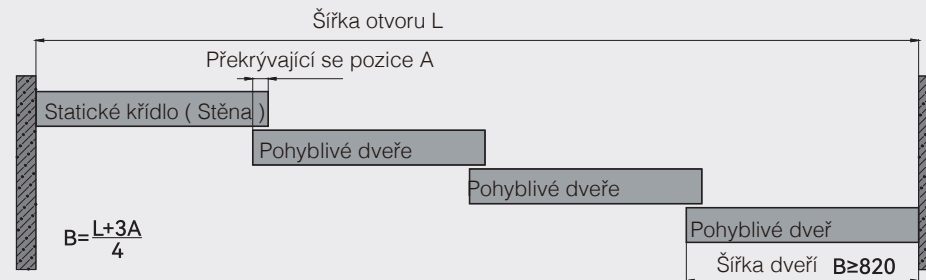 Šířka otvoru L
Překrývající se pozice A
Statické křídlo ( Stěna )
Pohyblivé dveře
Pohyblivé dveře
Pohyblivé dveř
B=L+3A/4
Šířka dveří B≥820